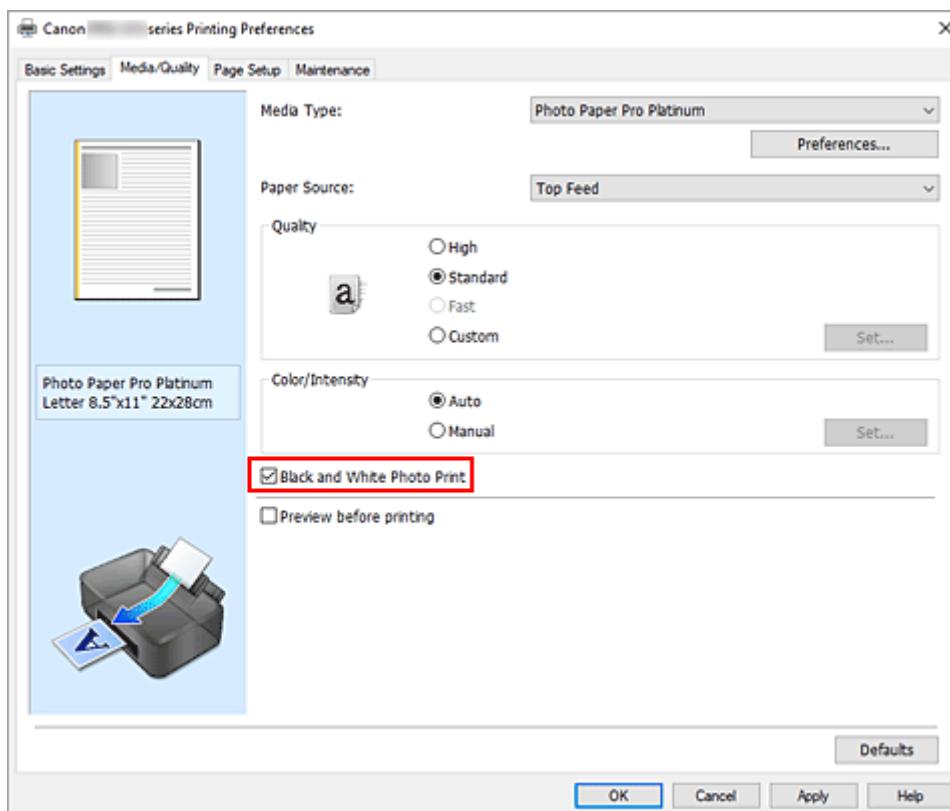 Canon series Printing Preferences
Basic Settings Media/Quality Page Setup Maintenance
Media Type: Photo Paper Pro Platinum
Preferences...
Paper Source: Top Feed
Quality
High
a Standard
Fast
Custom Set...
Photo Paper Pro Platinum
Letter 8.5"x11" 22x28cm
Color/Intensity
Auto
Manual Set...
Black and White Photo Print
Preview before printing
A
Defaults
OK Cancel Apply Help